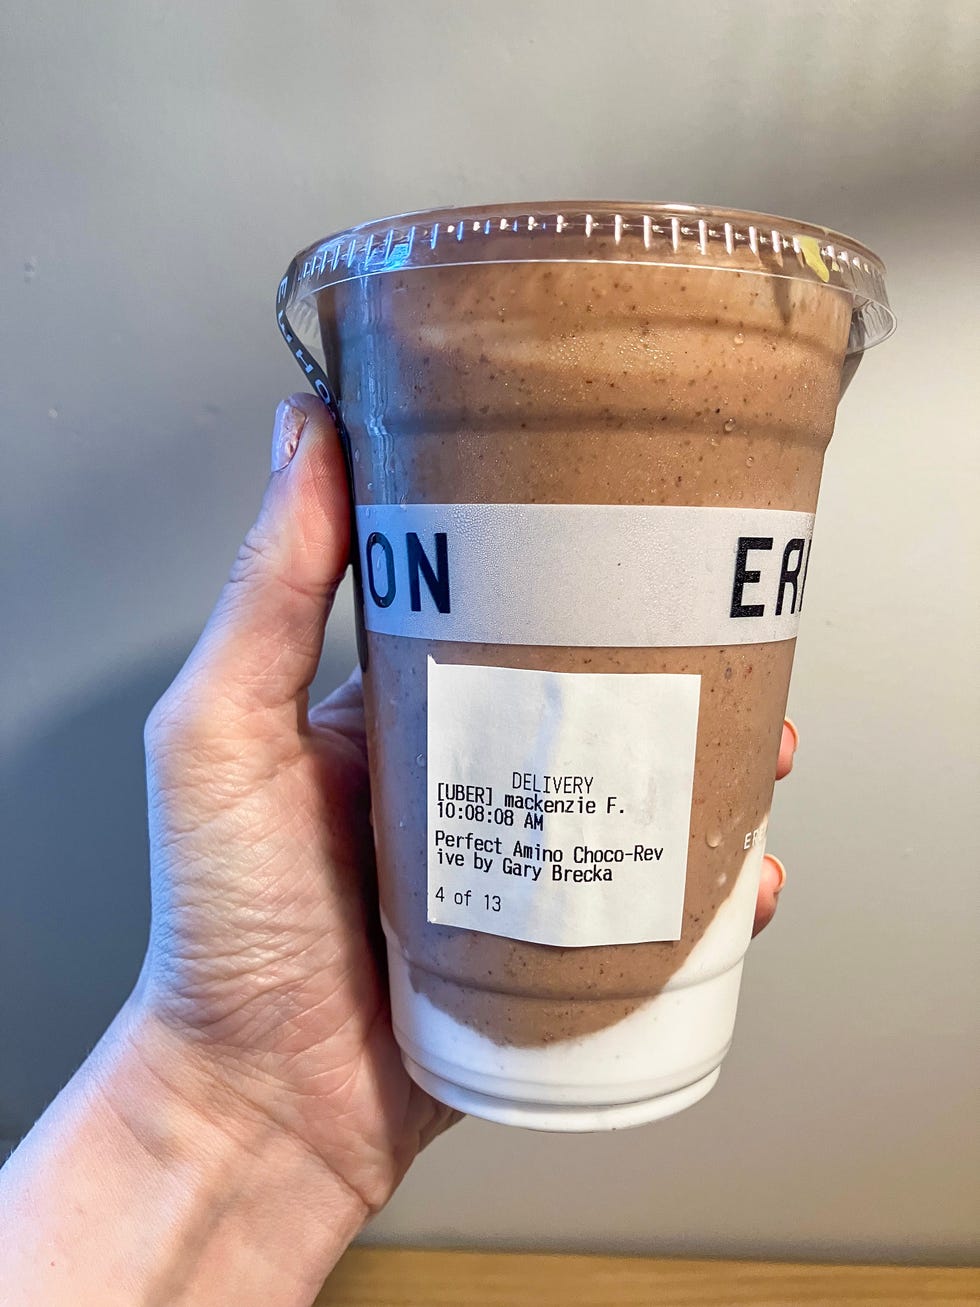 ON
ER
DELIVERY
[UBER] mackenzie F.
10:08:08 AM
Perfect Amino Choco-Rev
ive by Gary Brecka
4 of 13